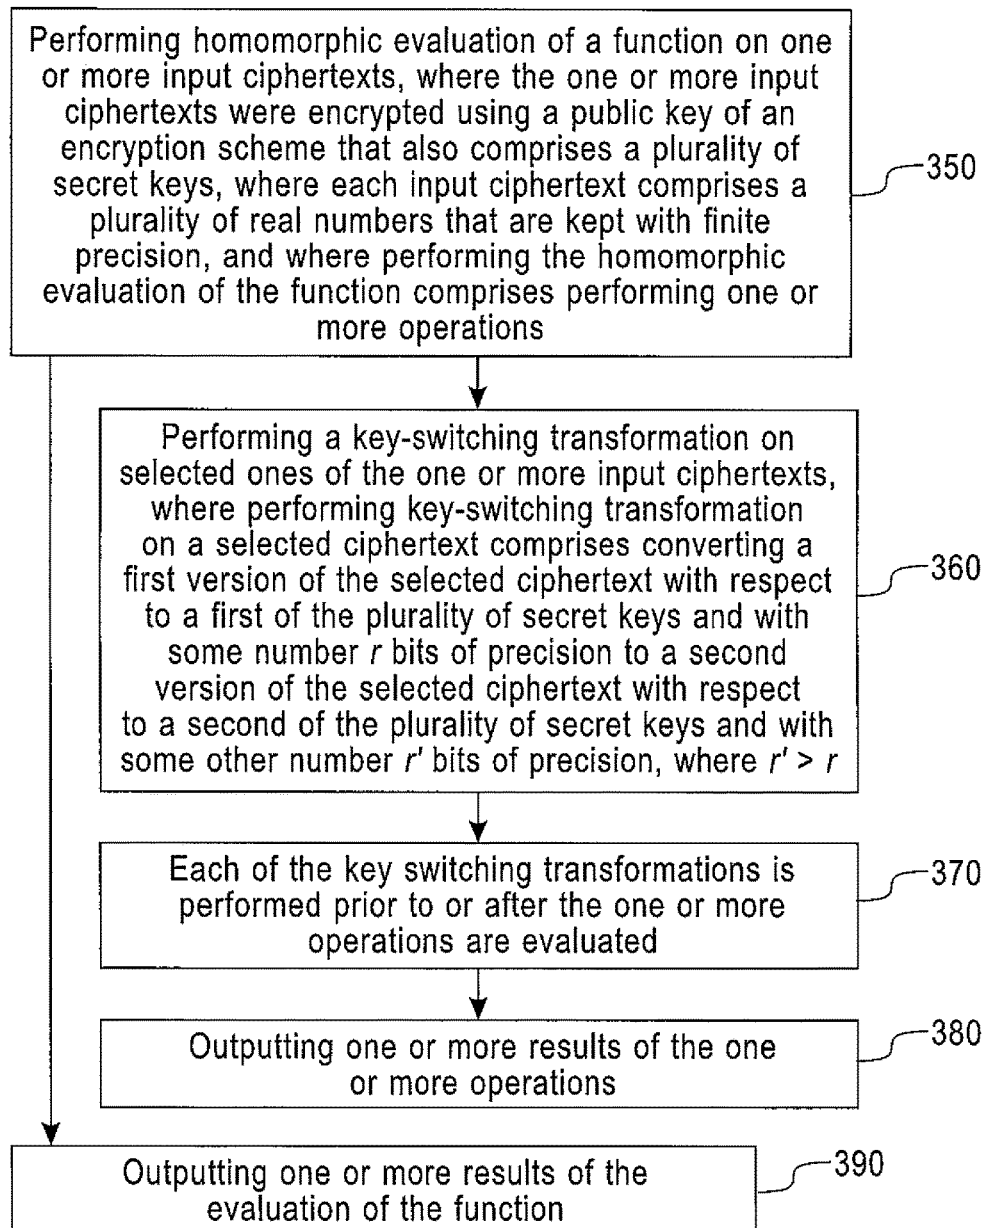 Performing homomorphic evaluation of a function on one
or more input ciphertexts, where the one or more input
ciphertexts were encrypted using a public key of an
encryption scheme that also comprises a plurality of
secret keys, where each input ciphertext comprises a
plurality of real numbers that are kept with finite
precision, and where performing the homomorphic
evaluation of the function comprises performing one or
more operations
350
Performing a key-switching transformation on
selected ones of the one or more input ciphertexts,
where performing key-switching transformation
on a selected ciphertext comprises converting a
first version of the selected ciphertext with respect
to a first of the plurality of secret keys and with
some number r bits of precision to a second
version of the selected ciphertext with respect
to a second of the plurality of secret keys and with
some other number r' bits of precision, where r' > r
360
Each of the key switching transformations is
performed prior to or after the one or more
operations are evaluated
370
Outputting one or more results of the one
or more operations
380
Outputting one or more results of the
evaluation of the function
390